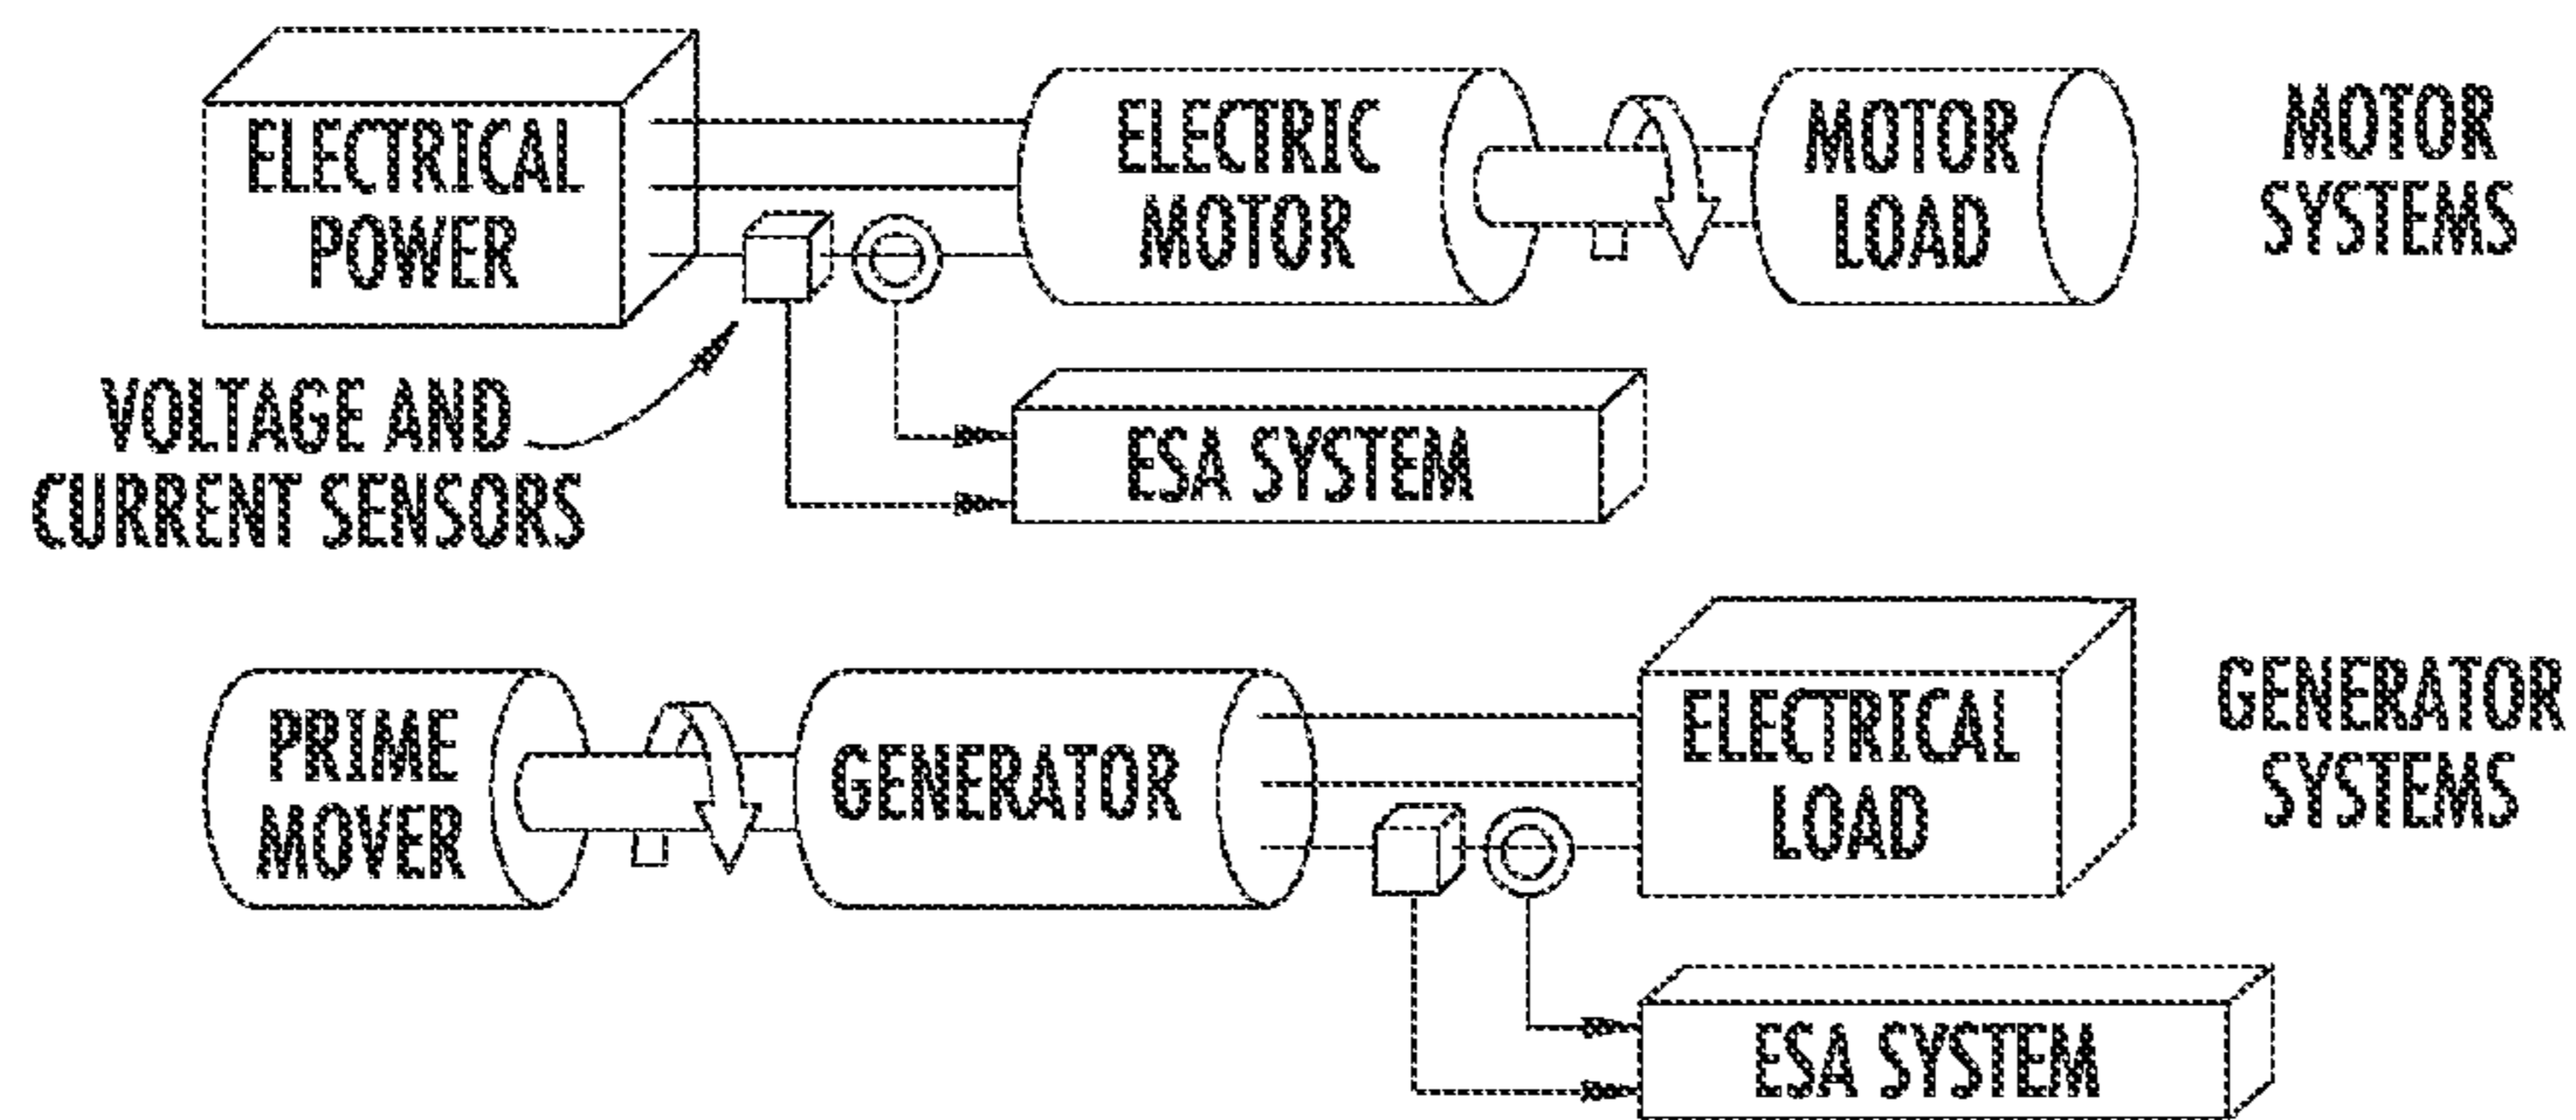 ELECTRICAL
POWER
ELECTRIC
MOTOR
MOTOR
LOAD
MOTOR
SYSTEMS
VOLTAGE AND
CURRENT SENSORS
ESA SYSTEM
PRIME
MOVER
GENERATOR
ELECTRICAL
LOAD
GENERATOR
SYSTEMS
ESA SYSTEM